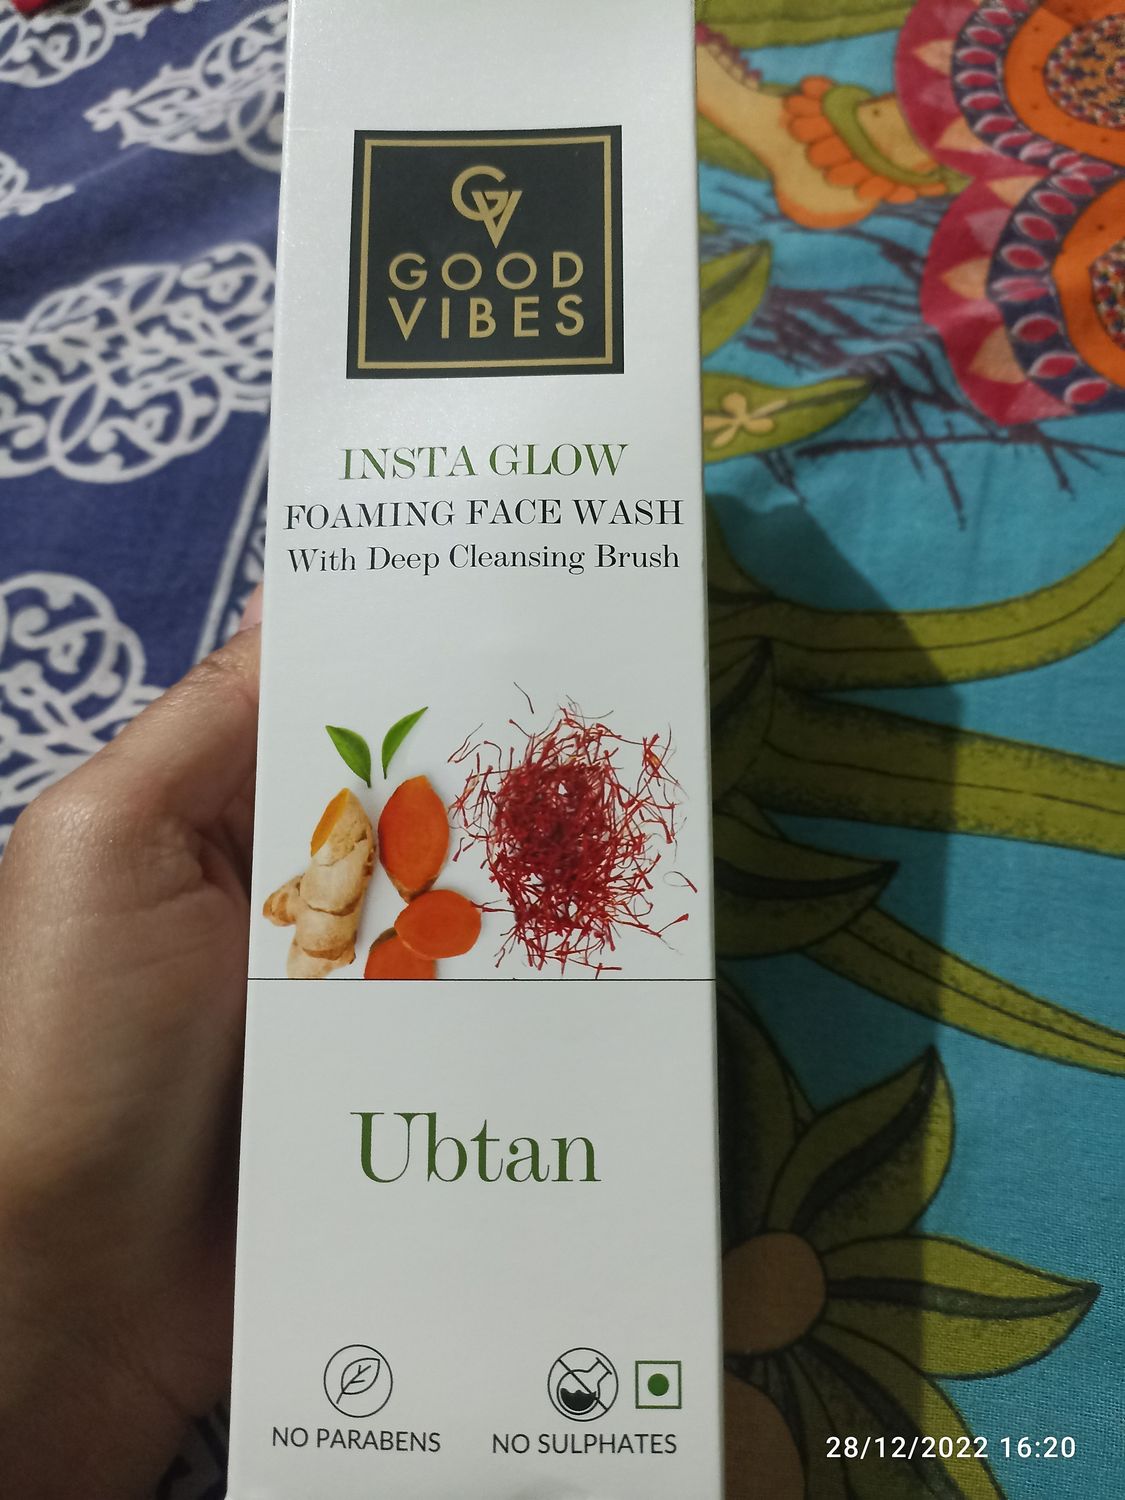 GV
GOOD
VIBES
INSTA GLOW
FOAMING FACE WASH
With Deep Cleansing Brush
Ubtan
NO PARABENS
NO SULPHATES
28/12/2022 16:20